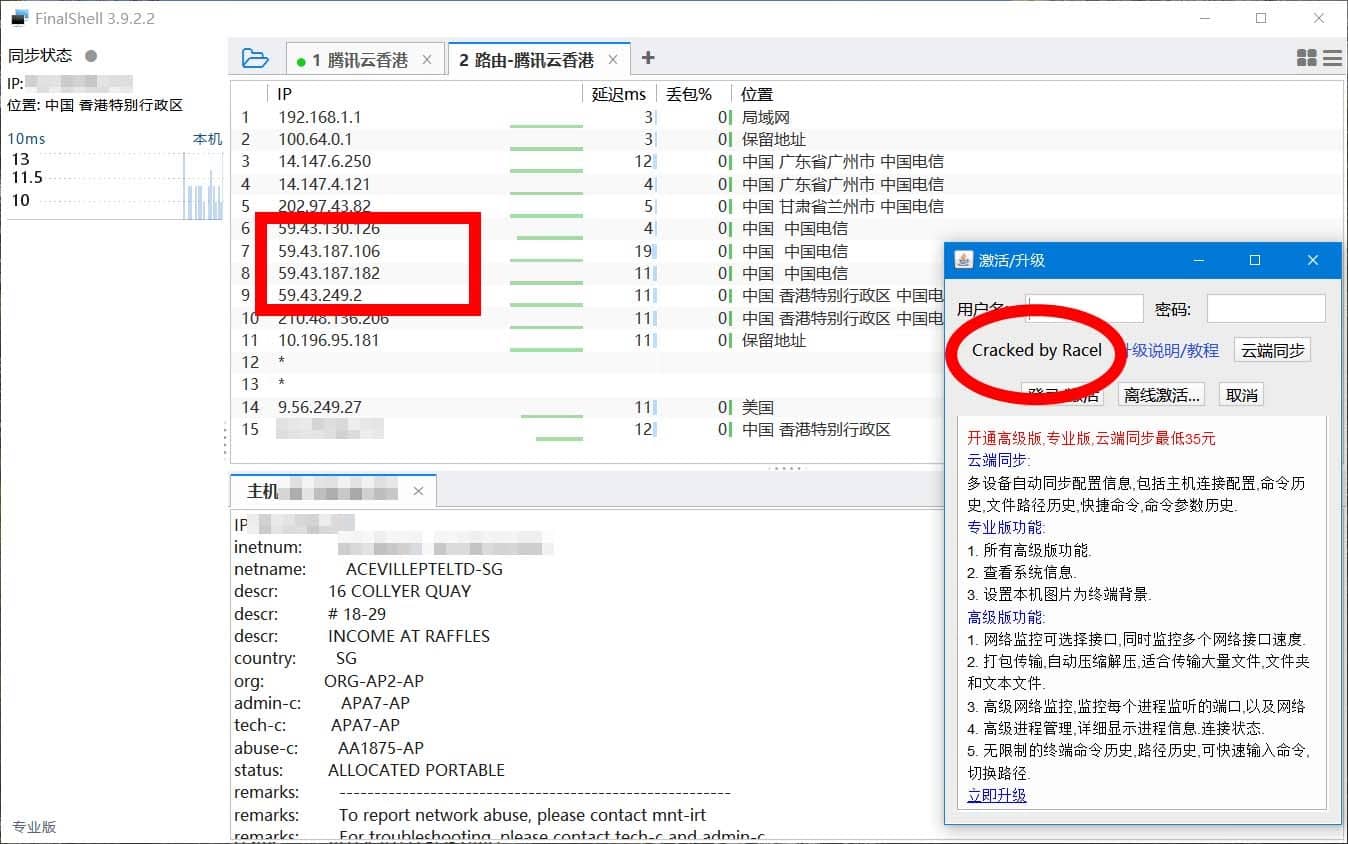 FinalShell 3.9.2.2
同步状态
IP:
位置: 中国 香港特别行政区
10ms 本机
13
11.5
10
专业版
1 腾讯云香港
2 路由-腾讯云香港
IP 延迟ms 丢包% 位置
1 192.168.1.1 3 0 局域网
2 100.64.0.1 3 0 保留地址
3 14.147.6.250 12 0 中国 广东省广州市 中国电信
4 14.147.4.121 4 0 中国 广东省广州市 中国电信
5 202.97.43.82 5 0 中国 甘肃省兰州市 中国电信
6 59.43.130.126 4 0 中国 中国电信
7 59.43.187.106 19 0 中国 中国电信
8 59.43.187.182 11 0 中国 中国电信
9 59.43.249.2 11 0 中国 香港特别行政区 中国电
10 210.48.136.206 11 0 中国 香港特别行政区 中国电
11 10.196.95.181 11 0 保留地址
12 *
13 *
14 9.56.249.27 11 0 美国
15 12 0 中国 香港特别行政区
主机
IP
inetnum:
netname: ACEVILLEPTELTD-SG
descr: 16 COLLYER QUAY
descr: # 18-29
descr: INCOME AT RAFFLES
country: SG
org: ORG-AP2-AP
admin-c: APA7-AP
tech-c: APA7-AP
abuse-c: AA1875-AP
status: ALLOCATED PORTABLE
remarks: --------------------------------------------------------
remarks: To report network abuse, please contact mnt-irt
remarks: For troubleshooting, please contact tech-c and admin-c
激活/升级
用户名: 密码:
Cracked by Racel 升级说明/教程 云端同步
登录/激活 离线激活... 取消
开通高级版,专业版,云端同步最低35元
云端同步:
多设备自动同步配置信息,包括主机连接配置,命令历
史,文件路径历史,快捷命令,命令参数历史.
专业版功能:
1. 所有高级版功能.
2. 查看系统信息.
3. 设置本机图片为终端背景.
高级版功能:
1. 网络监控可选择接口,同时监控多个网络接口速度.
2. 打包传输,自动压缩解压,适合传输大量文件,文件夹
和文本文件.
3. 高级网络监控,监控每个进程监听的端口,以及网络
4. 高级进程管理,详细显示进程信息.连接状态.
5. 无限制的终端命令历史,路径历史,可快速输入命令,
切换路径.
立即升级